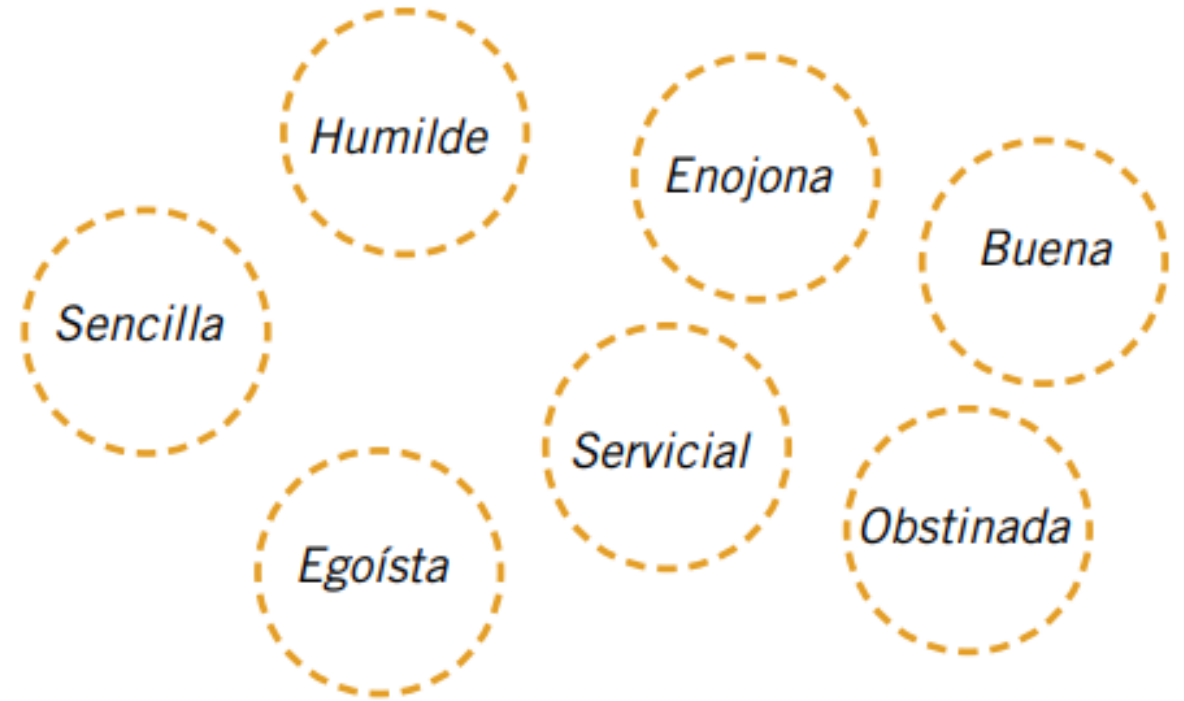 Humilde
Enojona
Buena
Sencilla
Servicial
Obstinada
Egoísta